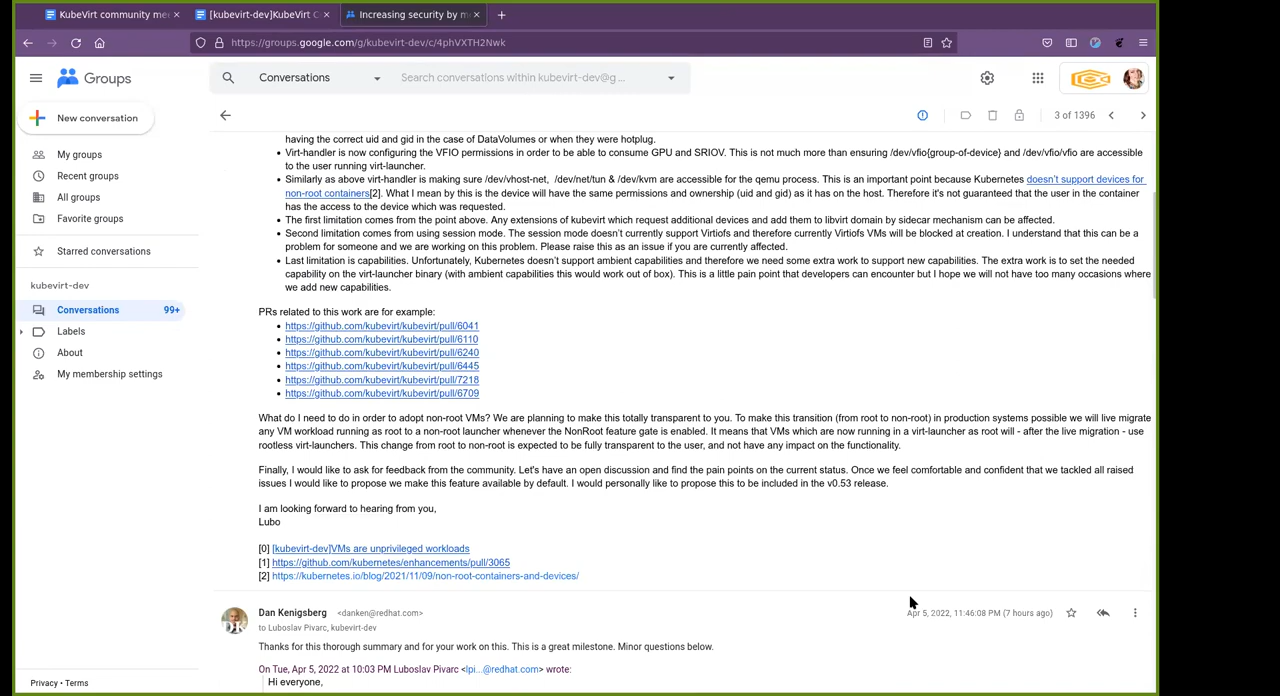 KubeVirt community me
[kubevirt-dev]KubeVirt C
Increasing security by m
https://groups.google.com/g/kubevirt-dev/c/4phVXTH2Nwk
Groups
Conversations
Search conversations within kubevirt-dev@g ...
New conversation
3 of 1396
My groups
Recent groups
All groups
Favorite groups
Starred conversations
kubevirt-dev
Conversations 99+
Labels
About
My membership settings
Privacy • Terms
having the correct uid and gid in the case of DataVolumes or when they were hotplug.
• Virt-handler is now configuring the VFIO permissions in order to be able to consume GPU and SRIOV. This is not much more than ensuring /dev/vfio{group-of-device} and /dev/vfio/vfio are accessible
to the user running virt-launcher.
• Similarly as above virt-handler is making sure /dev/vhost-net, /dev/net/tun & /dev/kvm are accessible for the qemu process. This is an important point because Kubernetes doesn't support devices for
non-root containers[2]. What I mean by this is the device will have the same permissions and ownership (uid and gid) as it has on the host. Therefore it's not guaranteed that the user in the container
has the access to the device which was requested.
• The first limitation comes from the point above. Any extensions of kubevirt which request additional devices and add them to libvirt domain by sidecar mechanism can be affected.
• Second limitation comes from using session mode. The session mode doesn't currently support Virtiofs and therefore currently Virtiofs VMs will be blocked at creation. I understand that this can be a
problem for someone and we are working on this problem. Please raise this as an issue if you are currently affected.
• Last limitation is capabilities. Unfortunately, Kubernetes doesn't support ambient capabilities and therefore we need some extra work to support new capabilities. The extra work is to set the needed
capability on the virt-launcher binary (with ambient capabilities this would work out of box). This is a little pain point that developers can encounter but I hope we will not have too many occasions where
we add new capabilities.
PRs related to this work are for example:
• https://github.com/kubevirt/kubevirt/pull/6041
• https://github.com/kubevirt/kubevirt/pull/6110
• https://github.com/kubevirt/kubevirt/pull/6240
• https://github.com/kubevirt/kubevirt/pull/6445
• https://github.com/kubevirt/kubevirt/pull/7218
• https://github.com/kubevirt/kubevirt/pull/6709
What do I need to do in order to adopt non-root VMs? We are planning to make this totally transparent to you. To make this transition (from root to non-root) in production systems possible we will live migrate
any VM workload running as root to a non-root launcher whenever the NonRoot feature gate is enabled. It means that VMs which are now running in a virt-launcher as root will - after the live migration - use
rootless virt-launchers. This change from root to non-root is expected to be fully transparent to the user, and not have any impact on the functionality.
Finally, I would like to ask for feedback from the community. Let's have an open discussion and find the pain points on the current status. Once we feel comfortable and confident that we tackled all raised
issues I would like to propose we make this feature available by default. I would personally like to propose this to be included in the v0.53 release.
I am looking forward to hearing from you,
Lubo
[0] [kubevirt-dev]VMs are unprivileged workloads
[1] https://github.com/kubernetes/enhancements/pull/3065
[2] https://kubernetes.io/blog/2021/11/09/non-root-containers-and-devices/
Dan Kenigsberg <danken@redhat.com>
Apr 5, 2022, 11:46:08 PM (7 hours ago)
to Luboslav Pivarc, kubevirt-dev
Thanks for this thorough summary and for your work on this. This is a great milestone. Minor questions below.
On Tue, Apr 5, 2022 at 10:03 PM Luboslav Pivarc <lpi...@redhat.com> wrote:
Hi everyone,